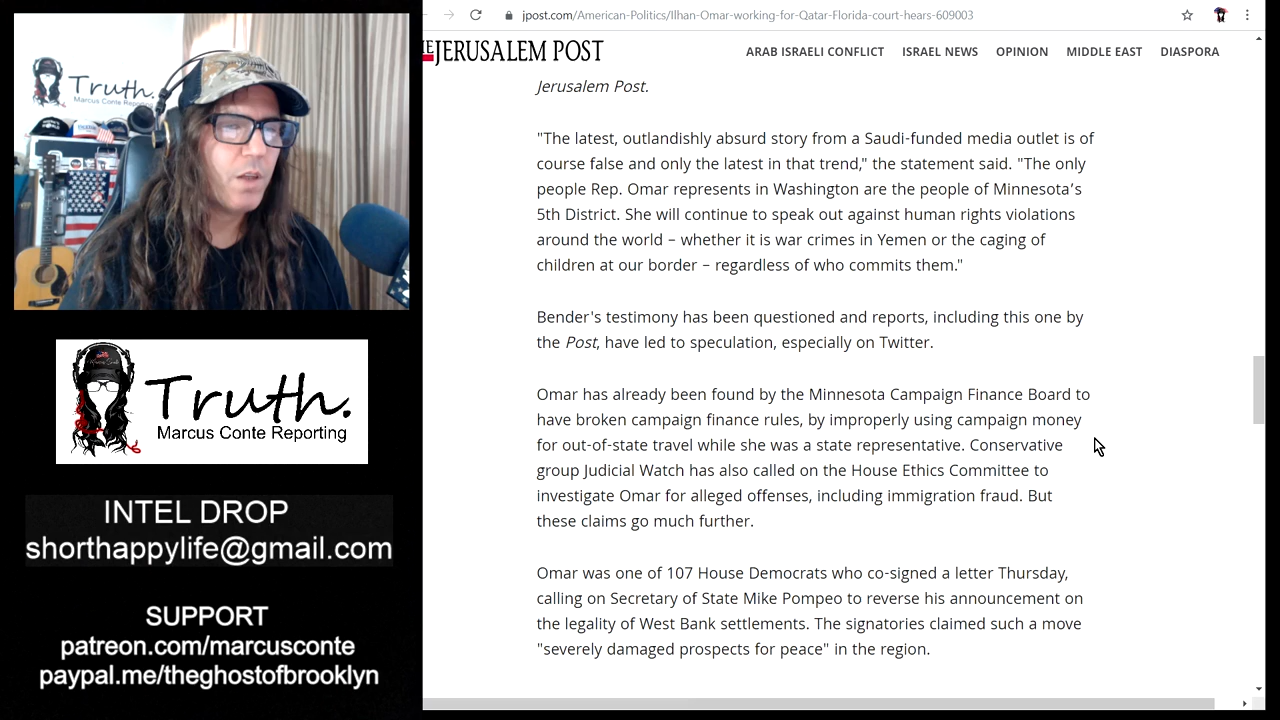 Truth.
Marcus Conte Reporting
Truth.
Marcus Conte Reporting
INTEL DROP
shorthappylife@gmail.com
SUPPORT
patreon.com/marcusconte
paypal.me/theghostofbrooklyn
jpost.com/American-Politics/Ilhan-Omar-working-for-Qatar-Florida-court-hears-609003
JERUSALEM POST
ARAB ISRAELI CONFLICT ISRAEL NEWS OPINION MIDDLE EAST DIASPORA
Jerusalem Post.
"The latest, outlandishly absurd story from a Saudi-funded media outlet is of
course false and only the latest in that trend," the statement said. "The only
people Rep. Omar represents in Washington are the people of Minnesota's
5th District. She will continue to speak out against human rights violations
around the world – whether it is war crimes in Yemen or the caging of
children at our border – regardless of who commits them."
Bender's testimony has been questioned and reports, including this one by
the Post, have led to speculation, especially on Twitter.
Omar has already been found by the Minnesota Campaign Finance Board to
have broken campaign finance rules, by improperly using campaign money
for out-of-state travel while she was a state representative. Conservative
group Judicial Watch has also called on the House Ethics Committee to
investigate Omar for alleged offenses, including immigration fraud. But
these claims go much further.
Omar was one of 107 House Democrats who co-signed a letter Thursday,
calling on Secretary of State Mike Pompeo to reverse his announcement on
the legality of West Bank settlements. The signatories claimed such a move
"severely damaged prospects for peace" in the region.